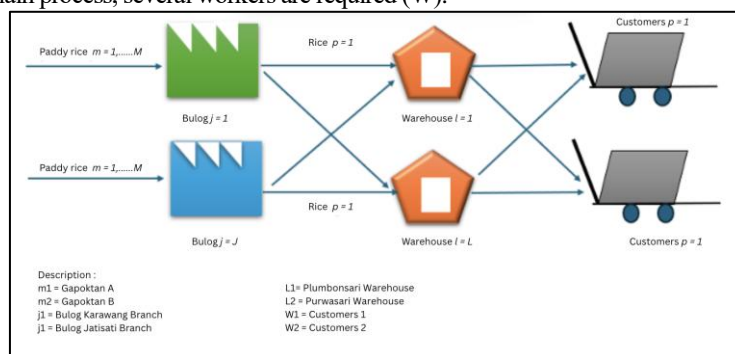 process, several workers are required (W).
Customers p = 1
Rice p = 1
Paddy rice m = 1,......M
Bulog j = 1
Warehouse l = 1
Paddy rice m = 1,......M
Rice p = 1
Bulog j = J
Warehouse l = L
Customers p = 1
Description :
m1 = Gapoktan A
m2 = Gapoktan B
j1 = Bulog Karawang Branch
j1 = Bulog Jatisati Branch
L1= Plumbonsari Warehouse
L2 = Purwasari Warehouse
W1 = Customers 1
W2 = Customers 2